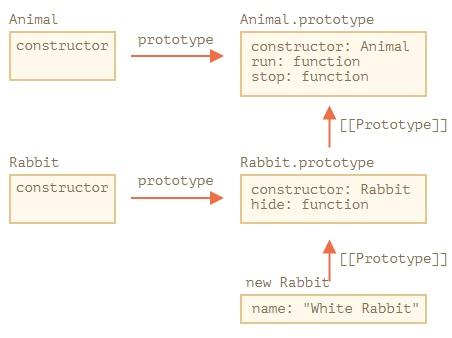 Animal
constructor
prototype
Animal.prototype
constructor: Animal
run: function
stop: function
[[Prototype]]
Rabbit
constructor
prototype
Rabbit.prototype
constructor: Rabbit
hide: function
[[Prototype]]
new Rabbit
name: "White Rabbit"